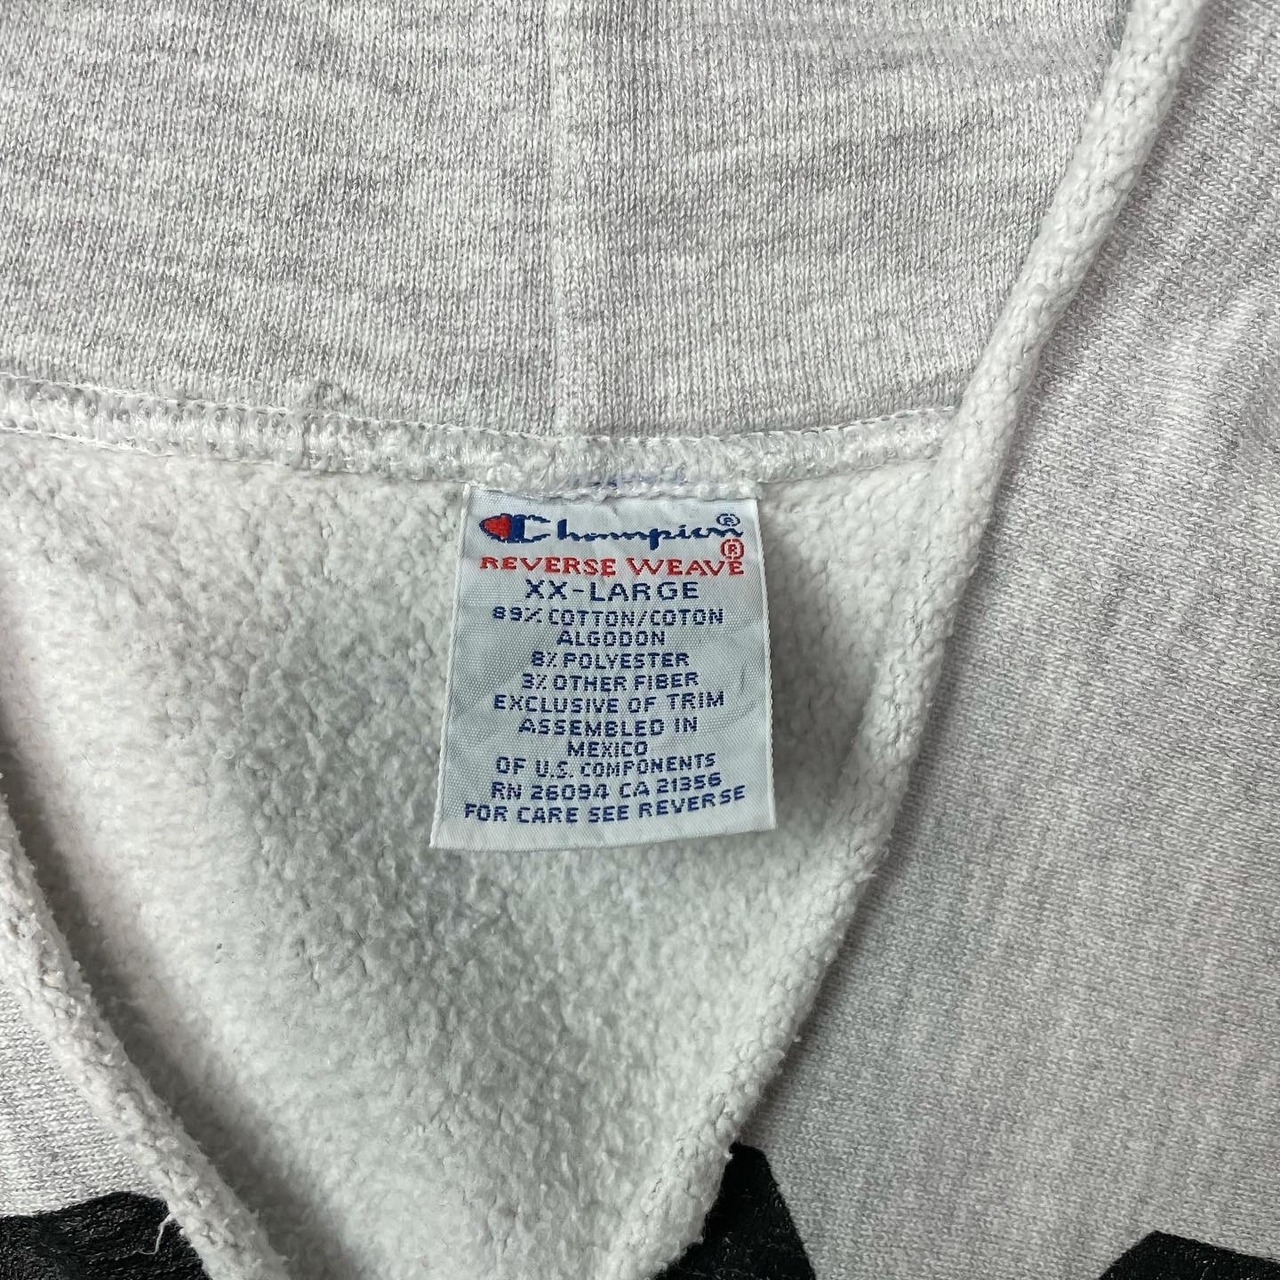 Champion®
REVERSE WEAVE®
XX-LARGE
89% COTTON/COTON
ALGODON
8% POLYESTER
3% OTHER FIBER
EXCLUSIVE OF TRIM
ASSEMBLED IN
MEXICO
OF U.S. COMPONENTS
RN 26094 CA 21356
FOR CARE SEE REVERSE